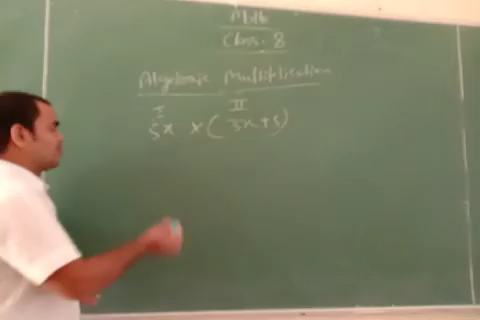 Math
Class. 8
Algebraic Multiplication
I II
5x × (3x+5)